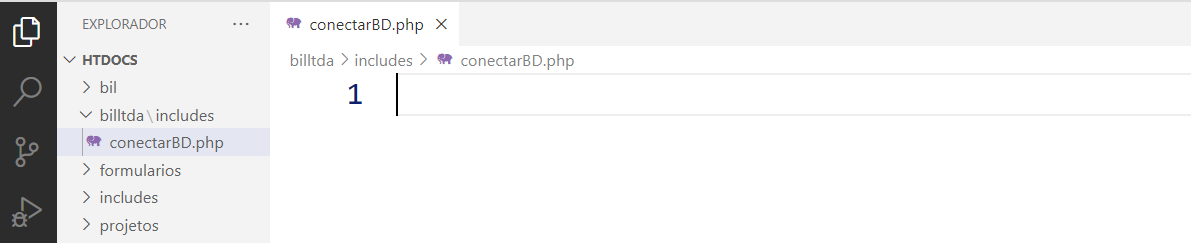 EXPLORADOR ···
HTDOCS
bil
billtda\includes
conectarBD.php
formularios
includes
projetos
conectarBD.php
billtda > includes > conectarBD.php
1